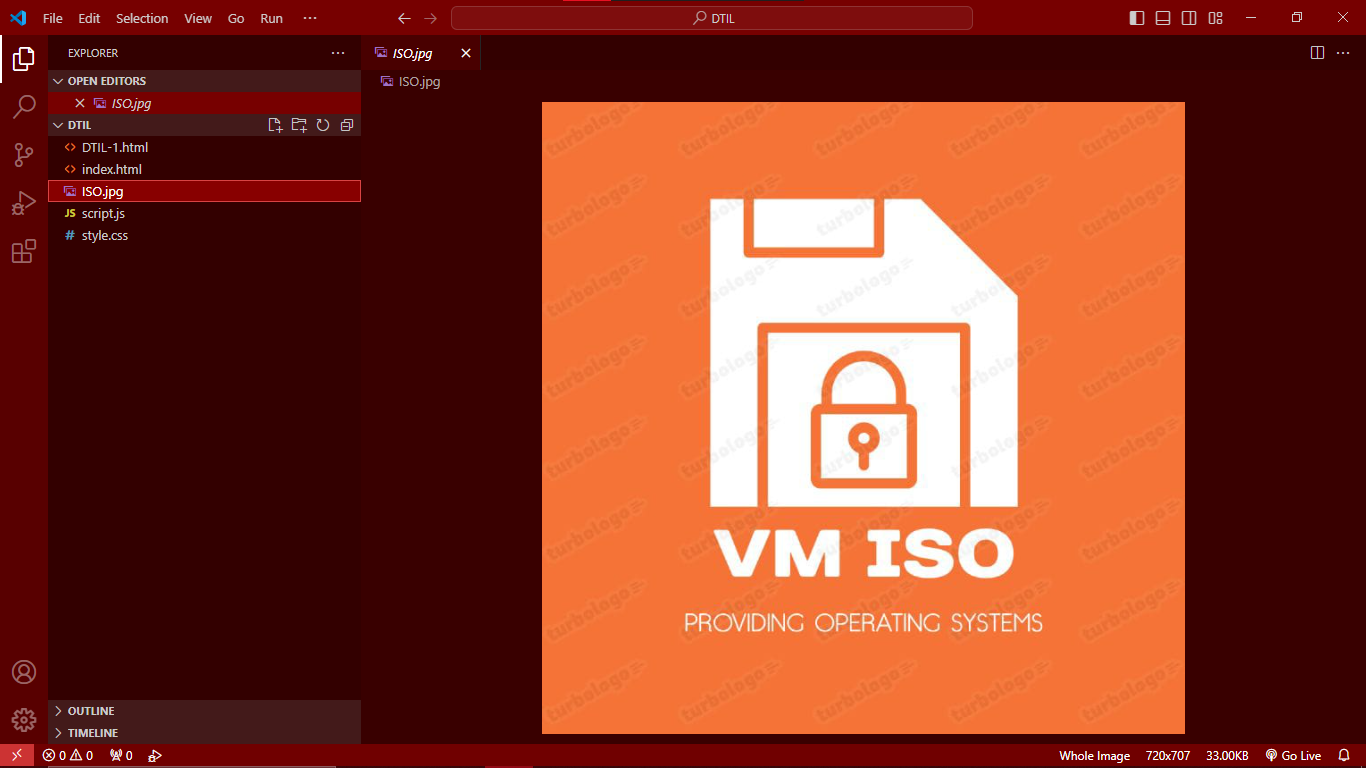 File Edit Selection View Go Run ···
DTIL
EXPLORER
OPEN EDITORS
ISO.jpg
DTIL
DTIL-1.html
index.html
ISO.jpg
JS script.js
# style.css
OUTLINE
TIMELINE
ISO.jpg
ISO.jpg
turbologo
VM ISO
PROVIDING OPERATING SYSTEMS
0 0 0
Whole Image 720x707 33.00KB Go Live